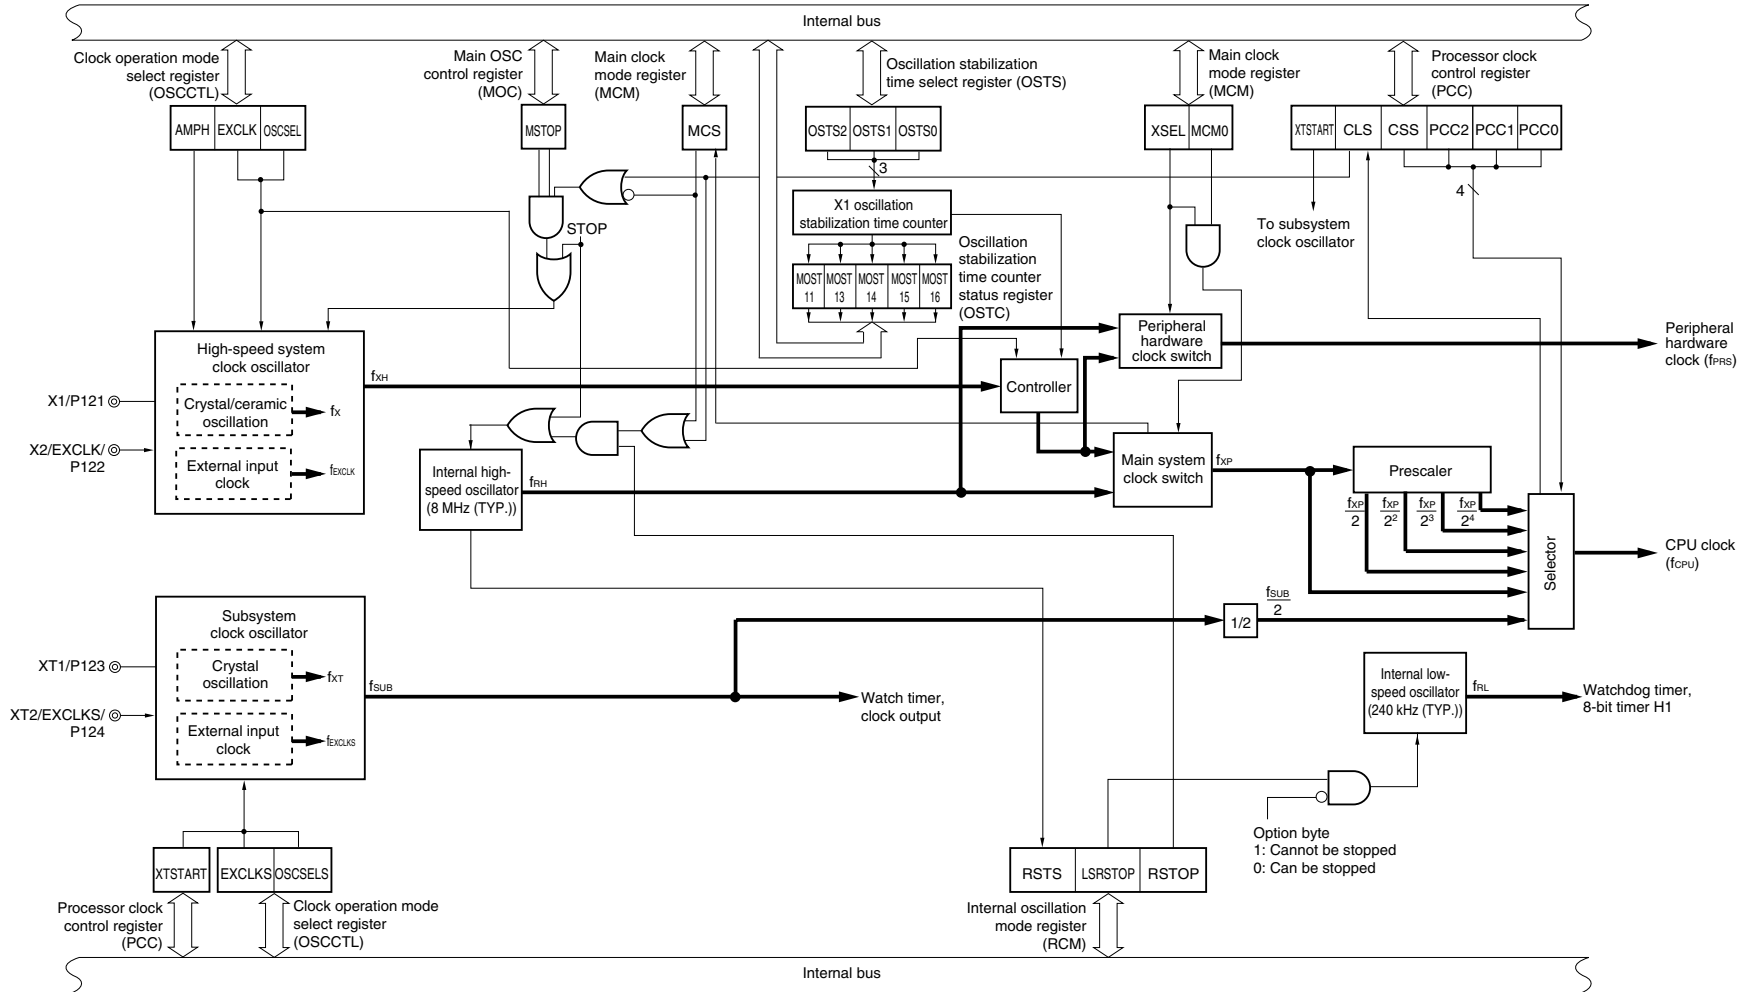 Internal bus
Clock operation mode
select register
(OSCCTL)
Main OSC
control register
(MOC)
Main clock
mode register
(MCM)
Oscillation stabilization
time select register (OSTS)
Main clock
mode register
(MCM)
Processor clock
control register
(PCC)
AMPH EXCLK OSCSEL
MSTOP
MCS
OSTS2 OSTS1 OSTS0
XSEL MCM0
XTSTART CLS CSS PCC2 PCC1 PCC0
3
4
X1 oscillation
stabilization time counter
STOP
To subsystem
clock oscillator
Oscillation
stabilization
time counter
status register
(OSTC)
MOST MOST MOST MOST MOST
11 13 14 15 16
High-speed system
clock oscillator
Crystal/ceramic
oscillation
fX
External input
clock
fEXCLK
X1/P121
X2/EXCLK/
P122
fXH
Controller
Peripheral
hardware
clock switch
Peripheral
hardware
clock (fPRS)
Internal high-
speed oscillator
(8 MHz (TYP.))
fRH
Main system
clock switch
fXP
Prescaler
fXP fXP fXP fXP
2 2² 2³ 2⁴
Selector
CPU clock
(fCPU)
fSUB
2
1/2
Subsystem
clock oscillator
Crystal
oscillation
fXT
External input
clock
fEXCLKS
XT1/P123
XT2/EXCLKS/
P124
fSUB
Watch timer,
clock output
Internal low-
speed oscillator
(240 kHz (TYP.))
fRL
Watchdog timer,
8-bit timer H1
Option byte
1: Cannot be stopped
0: Can be stopped
XTSTART EXCLKS OSCSELS
RSTS LSRSTOP RSTOP
Processor clock
control register
(PCC)
Clock operation mode
select register
(OSCCTL)
Internal oscillation
mode register
(RCM)
Internal bus